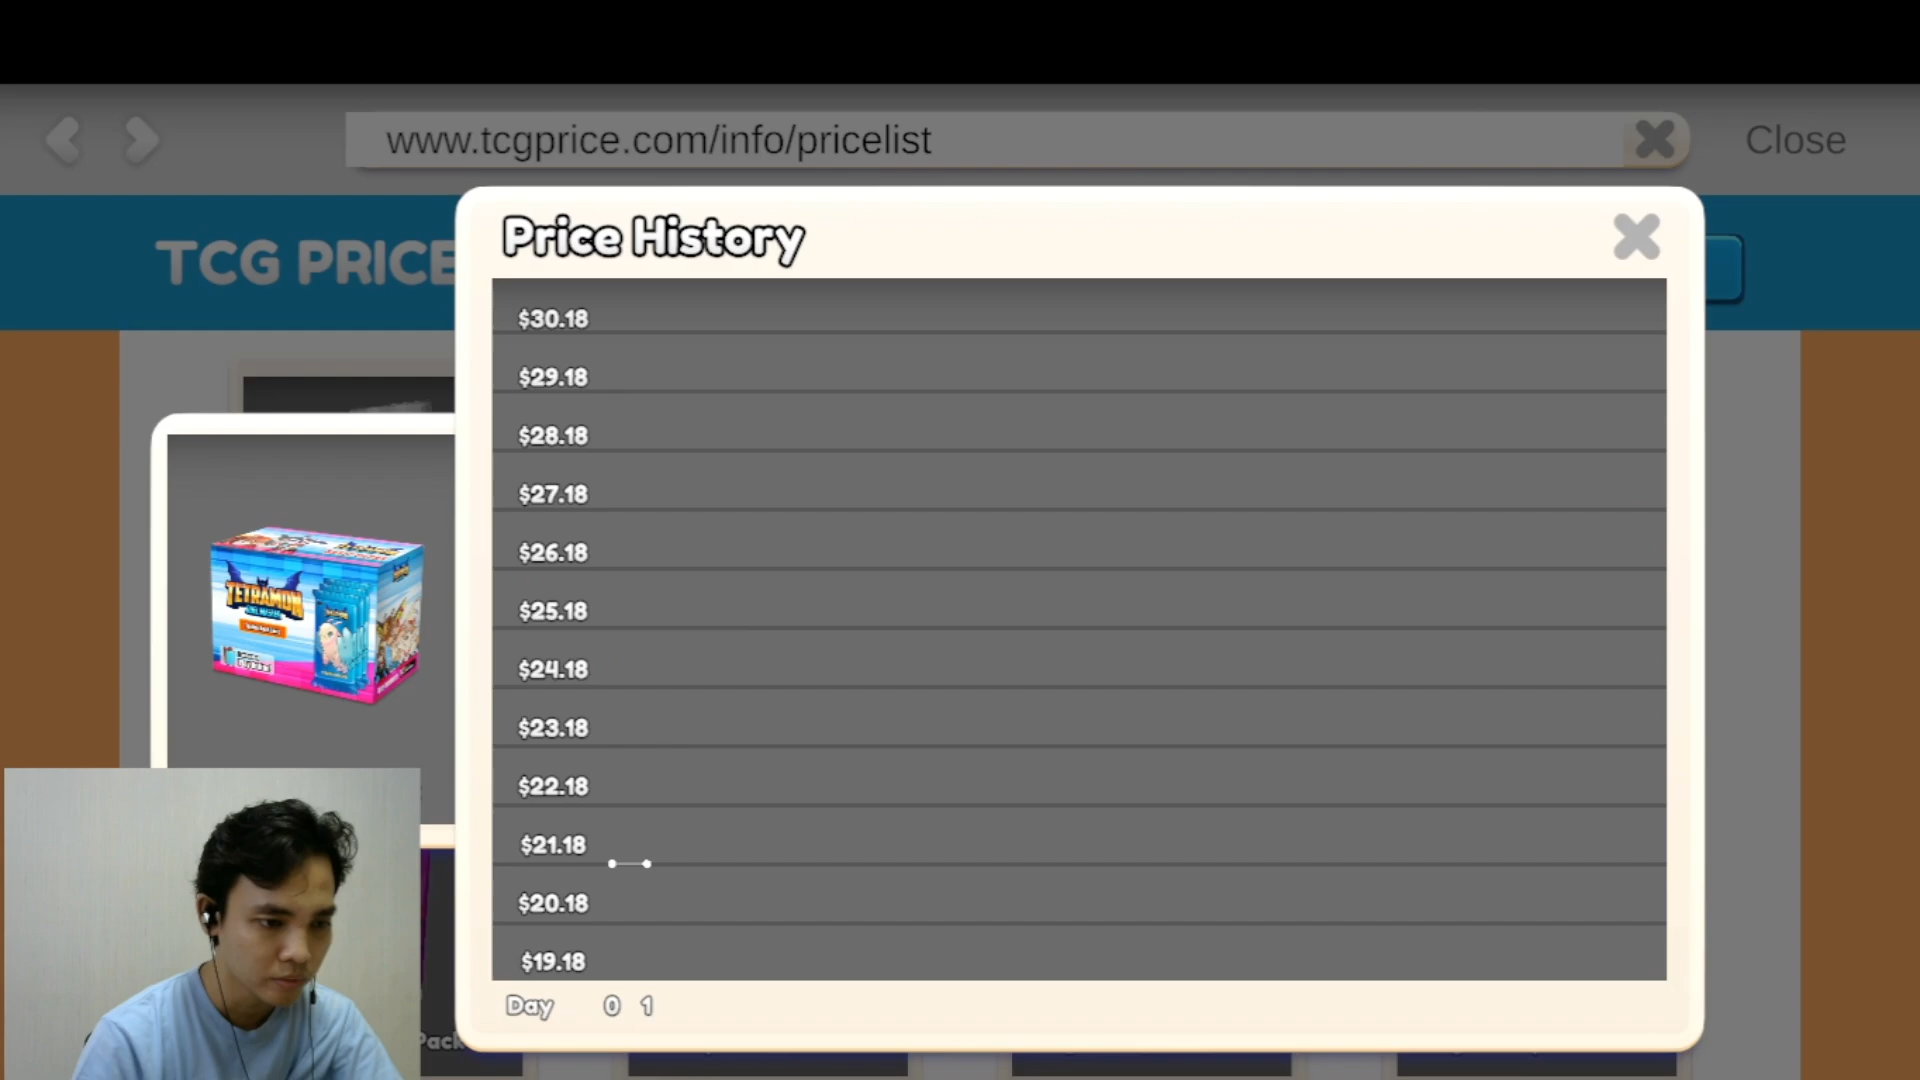 www.tcgprice.com/info/pricelist
Close
TCG PRICE
Price History
$30.18
$29.18
$28.18
$27.18
$26.18
$25.18
$24.18
$23.18
$22.18
$21.18
$20.18
$19.18
Day 0 1
TETRAMON
Pack